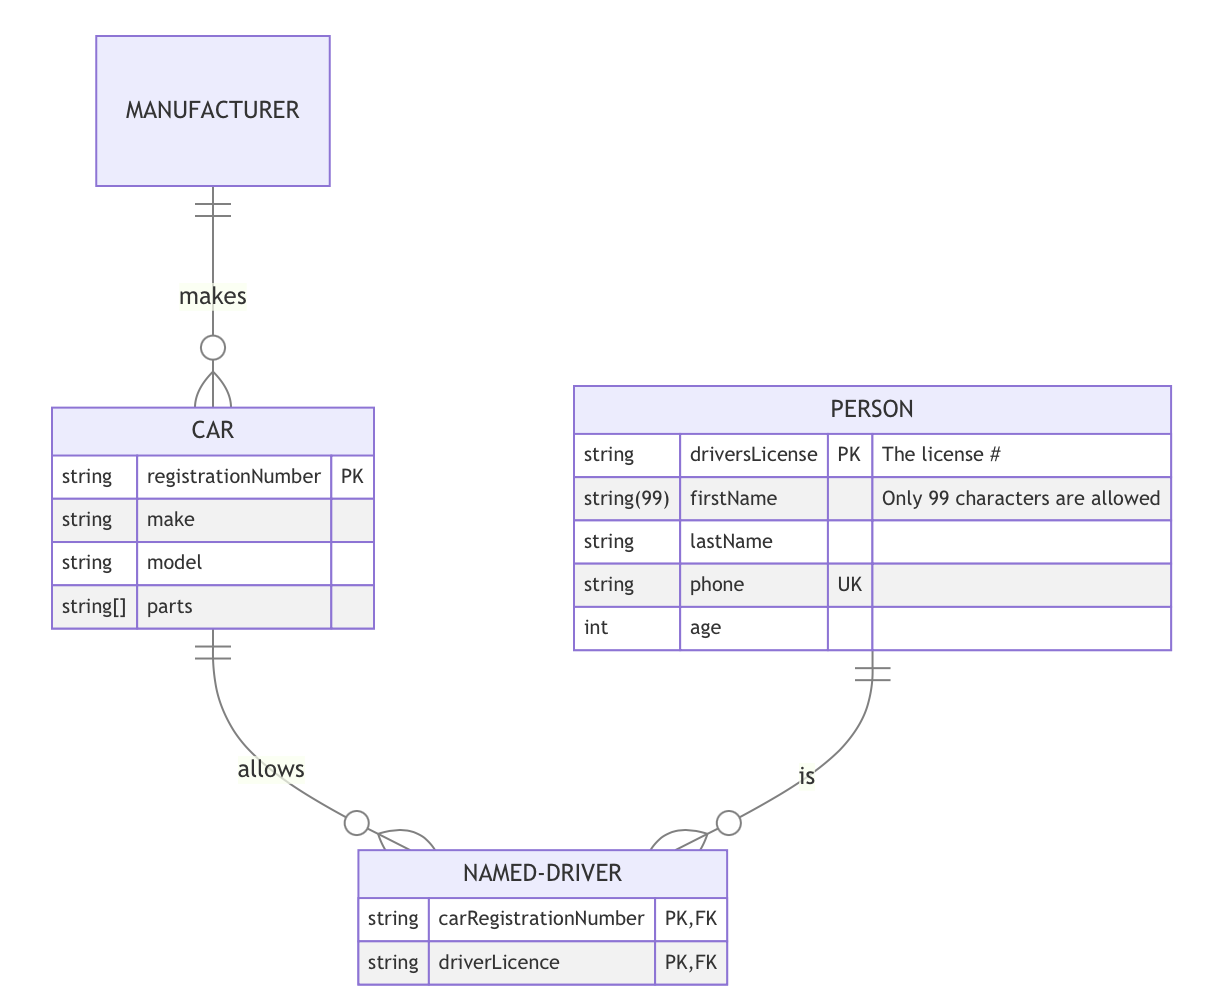 MANUFACTURER
makes
CAR
string registrationNumber PK
string make
string model
string[] parts
PERSON
string driversLicense PK The license #
string(99) firstName Only 99 characters are allowed
string lastName
string phone UK
int age
allows
is
NAMED-DRIVER
string carRegistrationNumber PK,FK
string driverLicence PK,FK